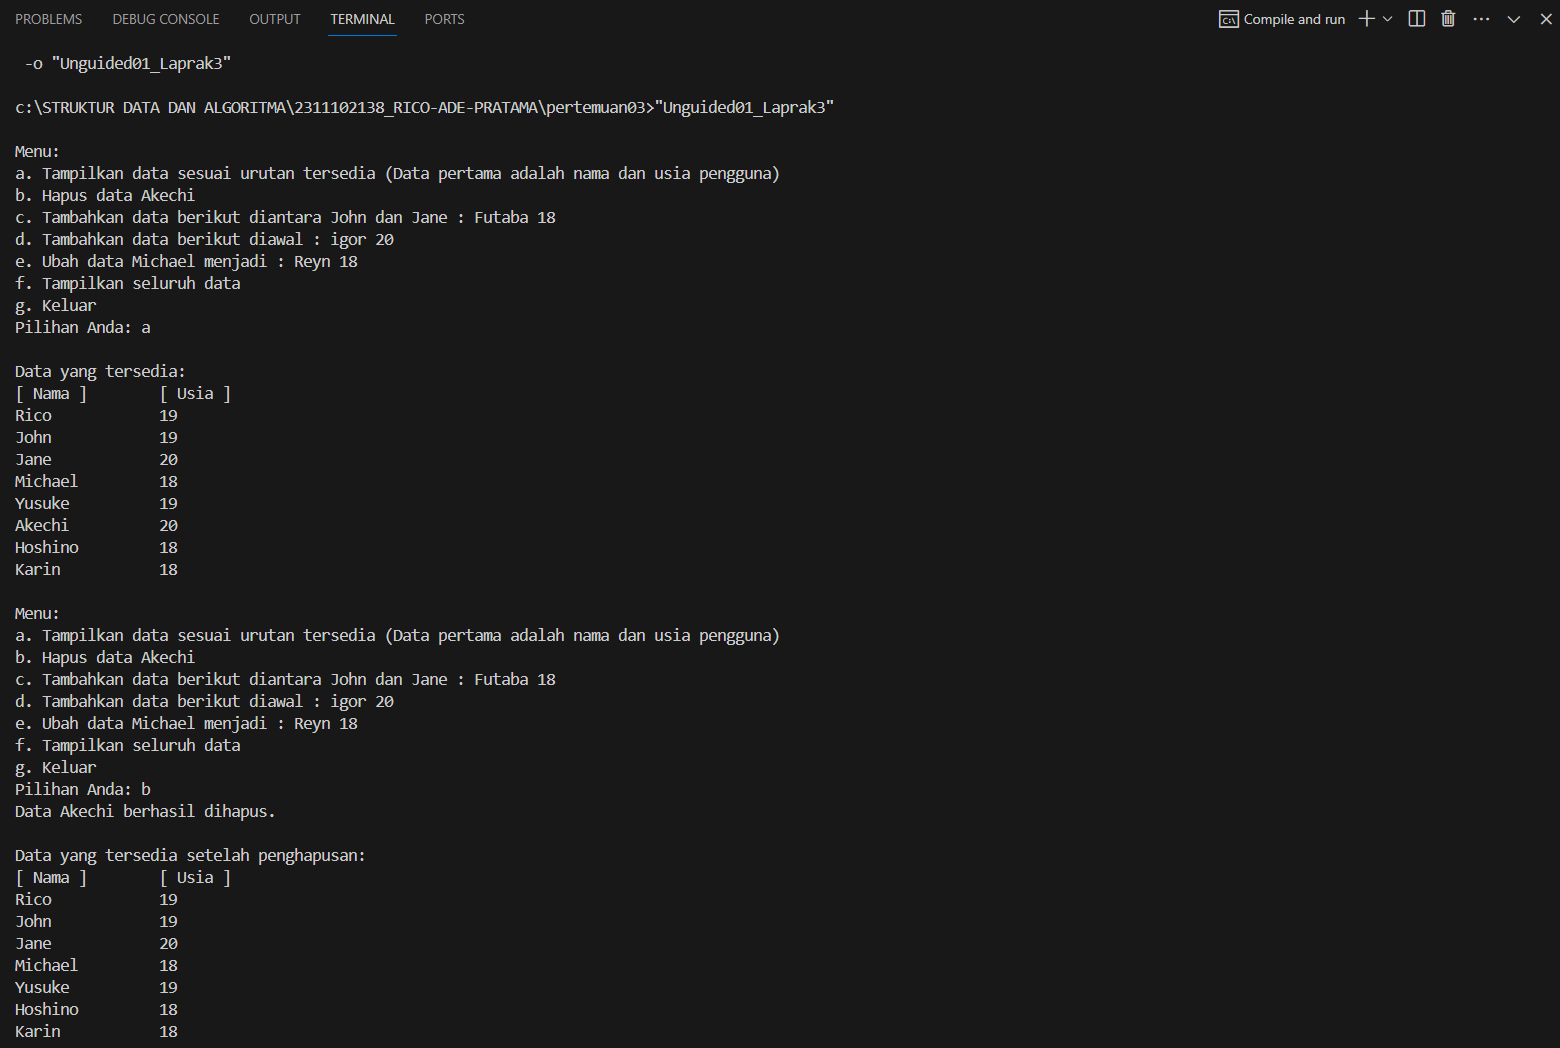 PROBLEMS DEBUG CONSOLE OUTPUT TERMINAL PORTS Compile and run
-o "Unguided01_Laprak3"
c:\STRUKTUR DATA DAN ALGORITMA\2311102138_RICO-ADE-PRATAMA\pertemuan03>"Unguided01_Laprak3"
Menu:
a. Tampilkan data sesuai urutan tersedia (Data pertama adalah nama dan usia pengguna)
b. Hapus data Akechi
c. Tambahkan data berikut diantara John dan Jane : Futaba 18
d. Tambahkan data berikut diawal : igor 20
e. Ubah data Michael menjadi : Reyn 18
f. Tampilkan seluruh data
g. Keluar
Pilihan Anda: a
Data yang tersedia:
[ Nama ] [ Usia ]
Rico 19
John 19
Jane 20
Michael 18
Yusuke 19
Akechi 20
Hoshino 18
Karin 18
Menu:
a. Tampilkan data sesuai urutan tersedia (Data pertama adalah nama dan usia pengguna)
b. Hapus data Akechi
c. Tambahkan data berikut diantara John dan Jane : Futaba 18
d. Tambahkan data berikut diawal : igor 20
e. Ubah data Michael menjadi : Reyn 18
f. Tampilkan seluruh data
g. Keluar
Pilihan Anda: b
Data Akechi berhasil dihapus.
Data yang tersedia setelah penghapusan:
[ Nama ] [ Usia ]
Rico 19
John 19
Jane 20
Michael 18
Yusuke 19
Hoshino 18
Karin 18